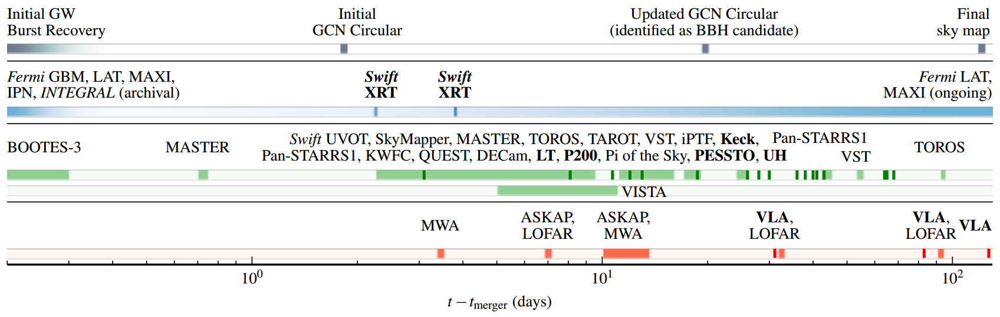 Initial GW
Burst Recovery
Initial
GCN Circular
Updated GCN Circular
(identified as BBH candidate)
Final
sky map
Fermi GBM, LAT, MAXI,
IPN, INTEGRAL (archival)
Swift
XRT
Swift
XRT
Fermi LAT,
MAXI (ongoing)
BOOTES-3
MASTER
Swift UVOT, SkyMapper, MASTER, TOROS, TAROT, VST, iPTF, Keck,
Pan-STARRS1, KWFC, QUEST, DECam, LT, P200, Pi of the Sky, PESSTO, UH
Pan-STARRS1
VST
TOROS
VISTA
MWA
ASKAP,
LOFAR
ASKAP,
MWA
VLA,
LOFAR
VLA,
LOFAR
VLA
10⁰
10¹
10²
t − tmerger (days)